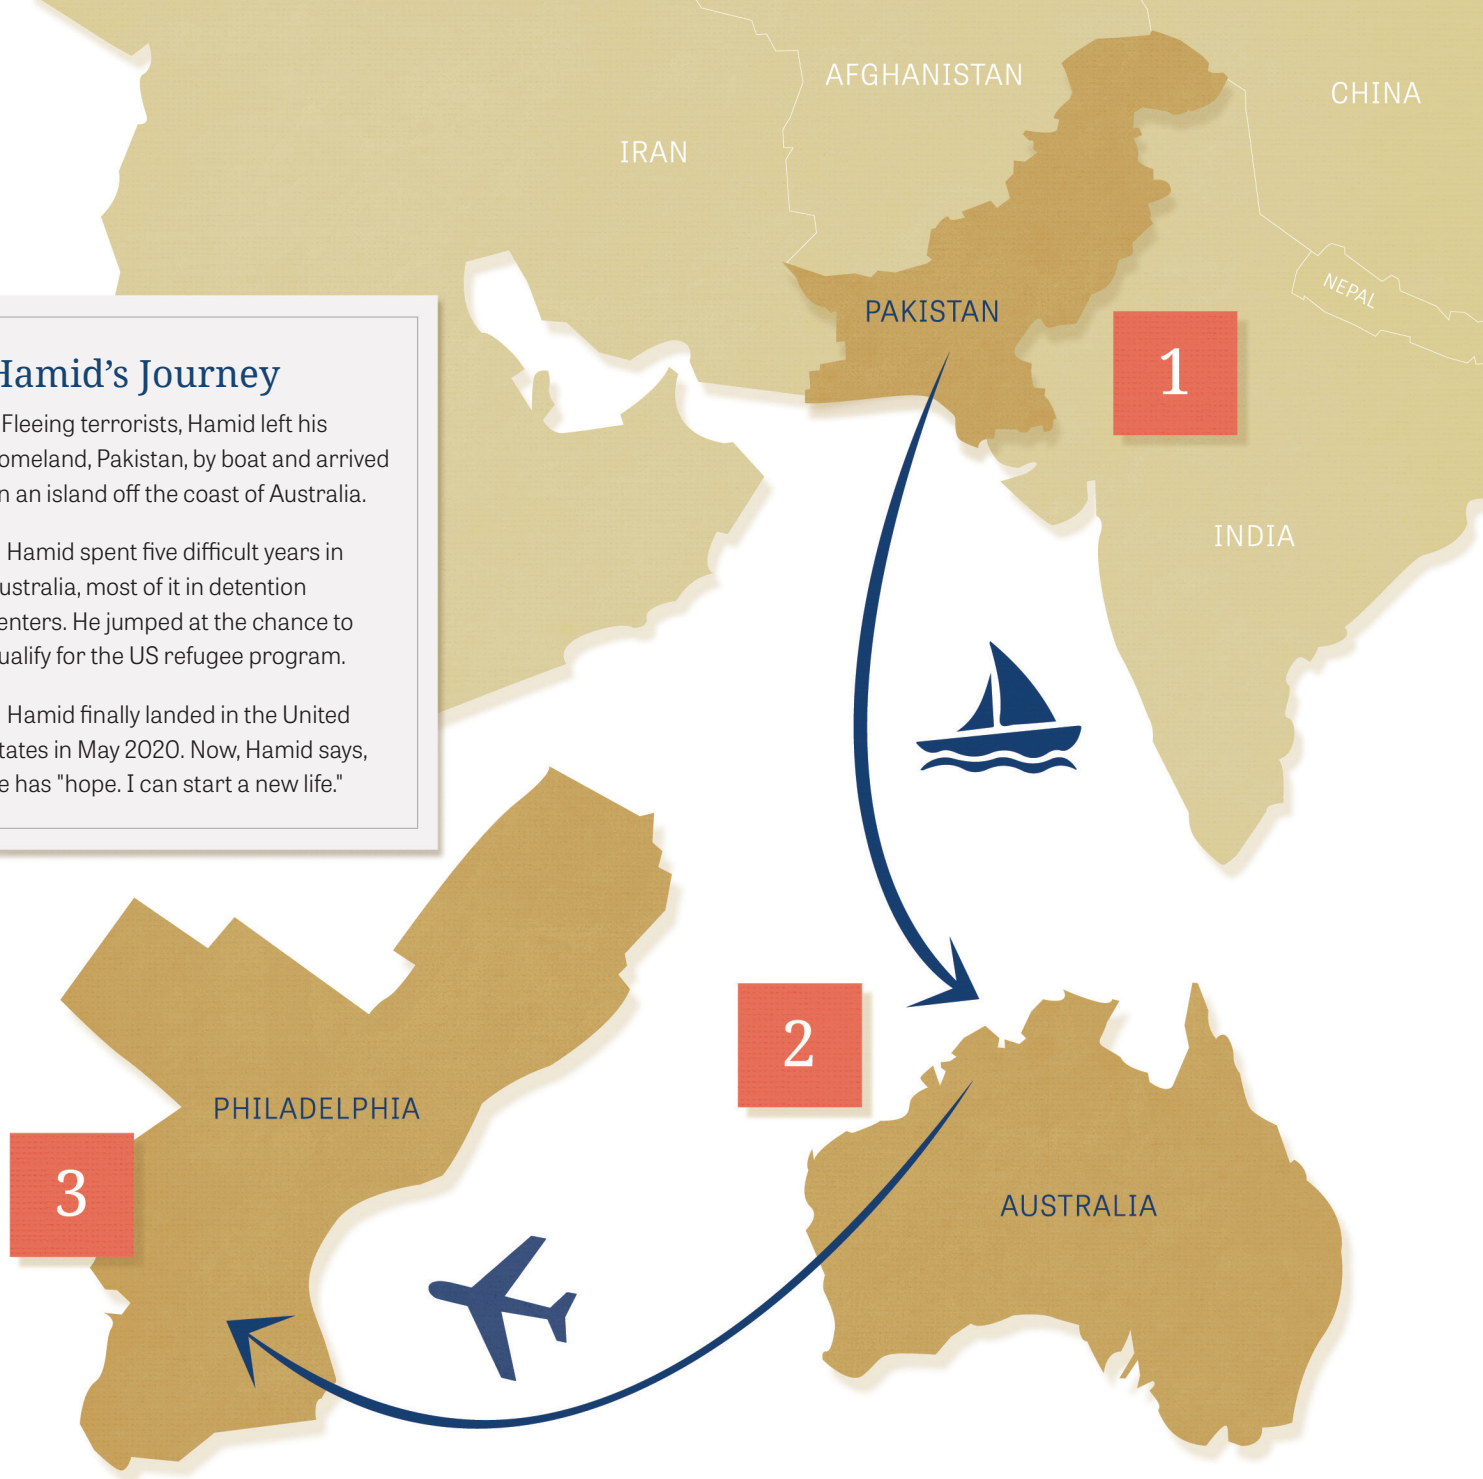 AFGHANISTAN
CHINA
IRAN
NEPAL
PAKISTAN
1
Hamid’s Journey
Fleeing terrorists, Hamid left his
omeland, Pakistan, by boat and arrived
n an island off the coast of Australia.
Hamid spent five difficult years in
ustralia, most of it in detention
enters. He jumped at the chance to
ualify for the US refugee program.
Hamid finally landed in the United
tates in May 2020. Now, Hamid says,
e has "hope. I can start a new life."
INDIA
2
PHILADELPHIA
3
AUSTRALIA